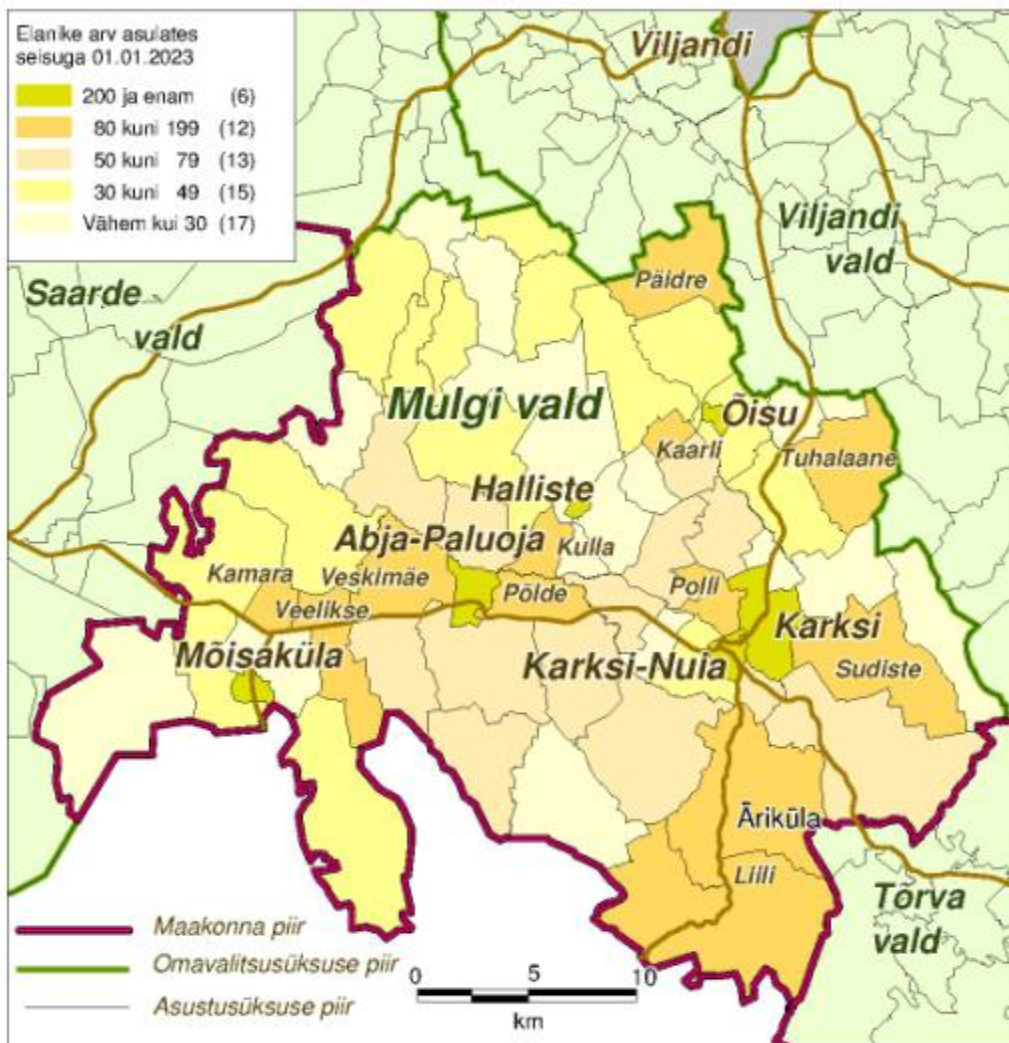 Elanike arv asulates
seisuga 01.01.2023
200 ja enam (6)
80 kuni 199 (12)
50 kuni 79 (13)
30 kuni 49 (15)
Vähem kui 30 (17)
Viljandi
Viljandi
vald
Saarde
vald
Päidre
Mulgi vald
Õisu
Kaarli
Tuhalaane
Halliste
Abja-Paluoja
Kulla
Kamara
Veskimäe
Polli
Põlde
Veelikse
Karksi
Mõisaküla
Karksi-Nuia
Sudiste
Äriküla
Liili
Tõrva
vald
Maakonna piir
Omavalitsusüksuse piir
Asustusüksuse piir
0 5 10
km